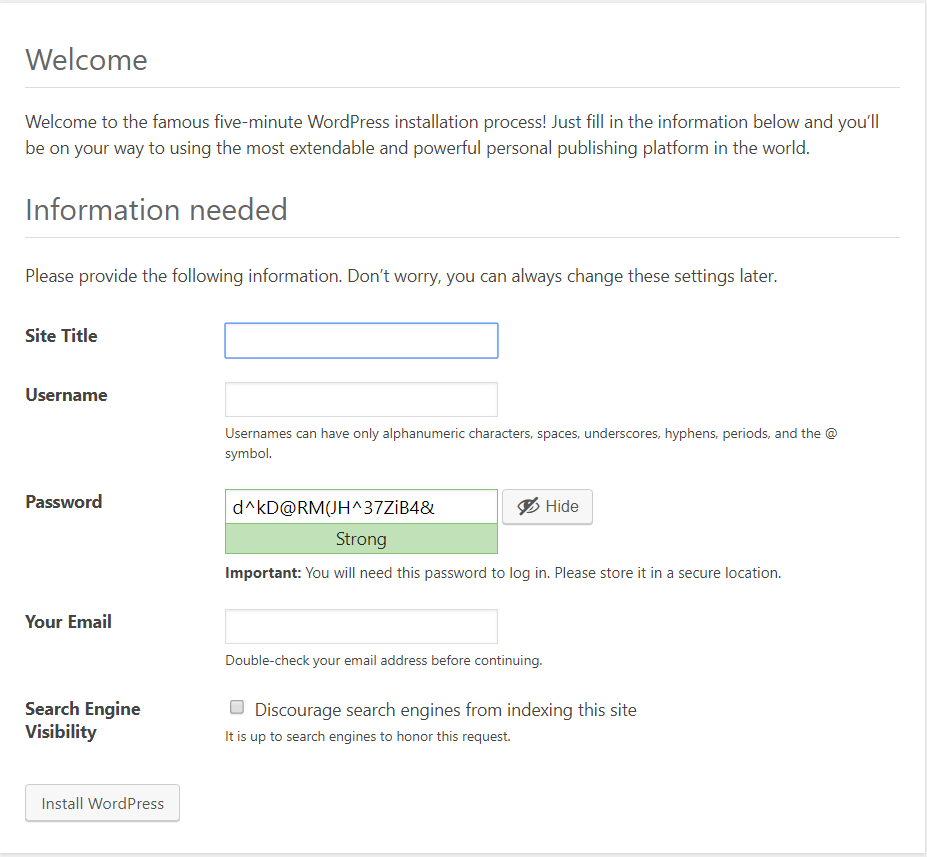 Welcome
Welcome to the famous five-minute WordPress installation process! Just fill in the information below and you’ll
be on your way to using the most extendable and powerful personal publishing platform in the world.
Information needed
Please provide the following information. Don’t worry, you can always change these settings later.
Site Title
Username
Usernames can have only alphanumeric characters, spaces, underscores, hyphens, periods, and the @
symbol.
Password
d^kD@RM(JH^37ZiB4&
Hide
Strong
Important: You will need this password to log in. Please store it in a secure location.
Your Email
Double-check your email address before continuing.
Search Engine
Visibility
Discourage search engines from indexing this site
It is up to search engines to honor this request.
Install WordPress